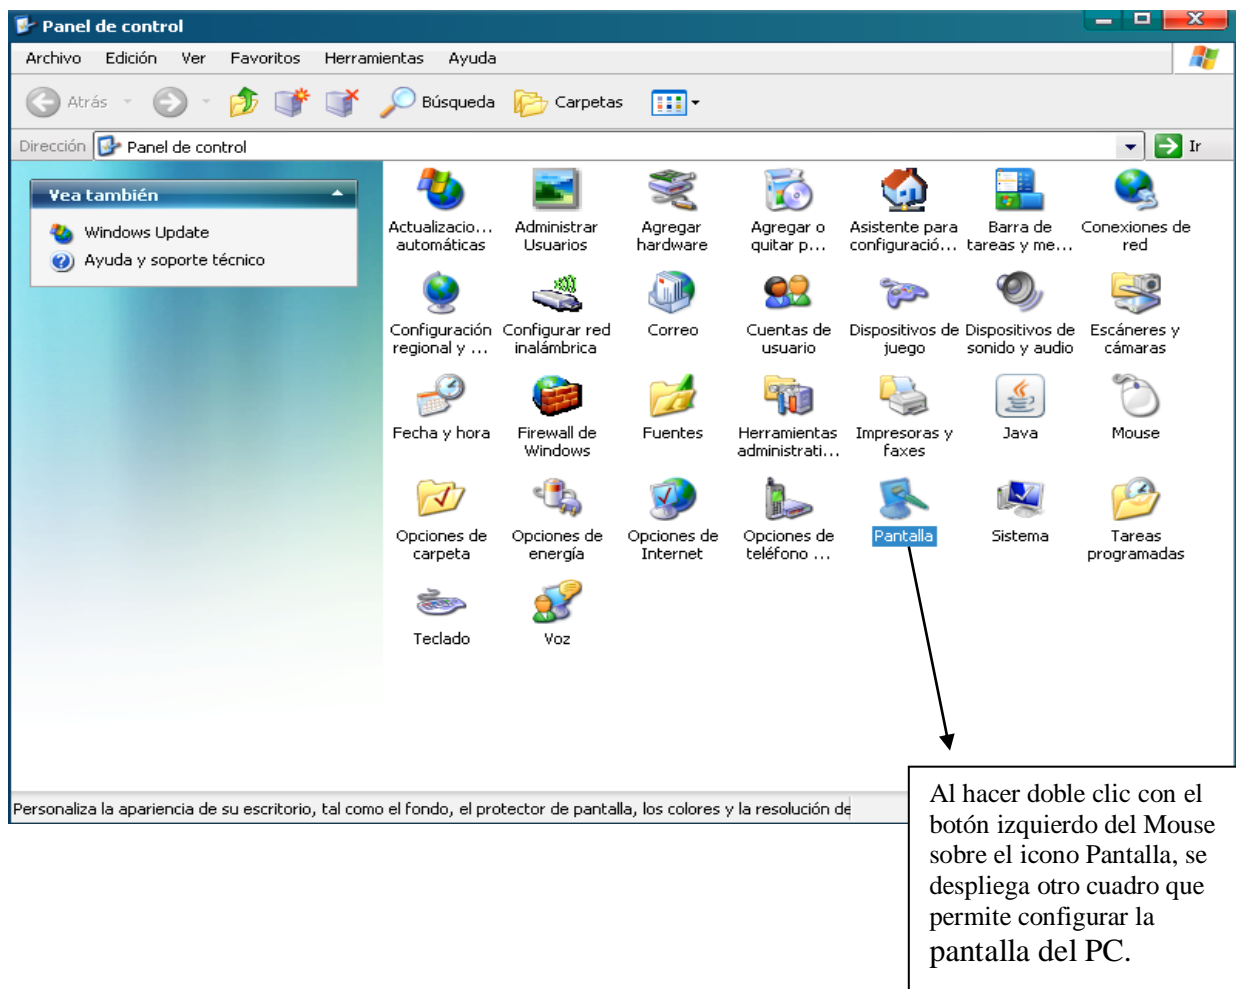 Panel de control
Archivo Edición Ver Favoritos Herramientas Ayuda
Atrás Búsqueda Carpetas
Dirección Panel de control Ir
Vea también
Windows Update
Ayuda y soporte técnico
Actualizacio... Administrar Agregar Agregar o Asistente para Barra de Conexiones de
automáticas Usuarios hardware quitar p... configuració... tareas y me... red
Configuración Configurar red Correo Cuentas de Dispositivos de Dispositivos de Escáneres y
regional y ... inalámbrica usuario juego sonido y audio cámaras
Fecha y hora Firewall de Fuentes Herramientas Impresoras y Java Mouse
Windows administrati... faxes
Opciones de Opciones de Opciones de Opciones de Pantalla Sistema Tareas
carpeta energía Internet teléfono ... programadas
Teclado Voz
Personaliza la apariencia de su escritorio, tal como el fondo, el protector de pantalla, los colores y la resolución de
Al hacer doble clic con el
botón izquierdo del Mouse
sobre el icono Pantalla, se
despliega otro cuadro que
permite configurar la
pantalla del PC.